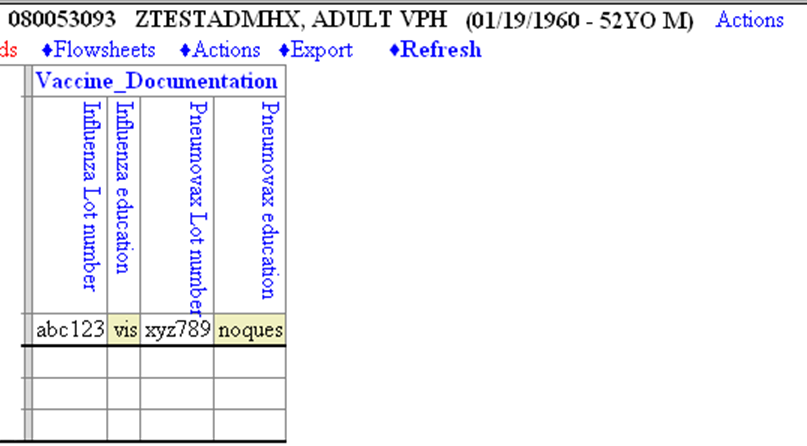 080053093 ZTESTADMHX, ADULT VPH (01/19/1960 - 52YO M) Actions
ds ♦Flowsheets ♦Actions ♦Export ♦Refresh
Vaccine_Documentation
Influenza Lot number
Influenza education
Pneumovax Lot number
Pneumovax education
abc123 vis xyz789 noques